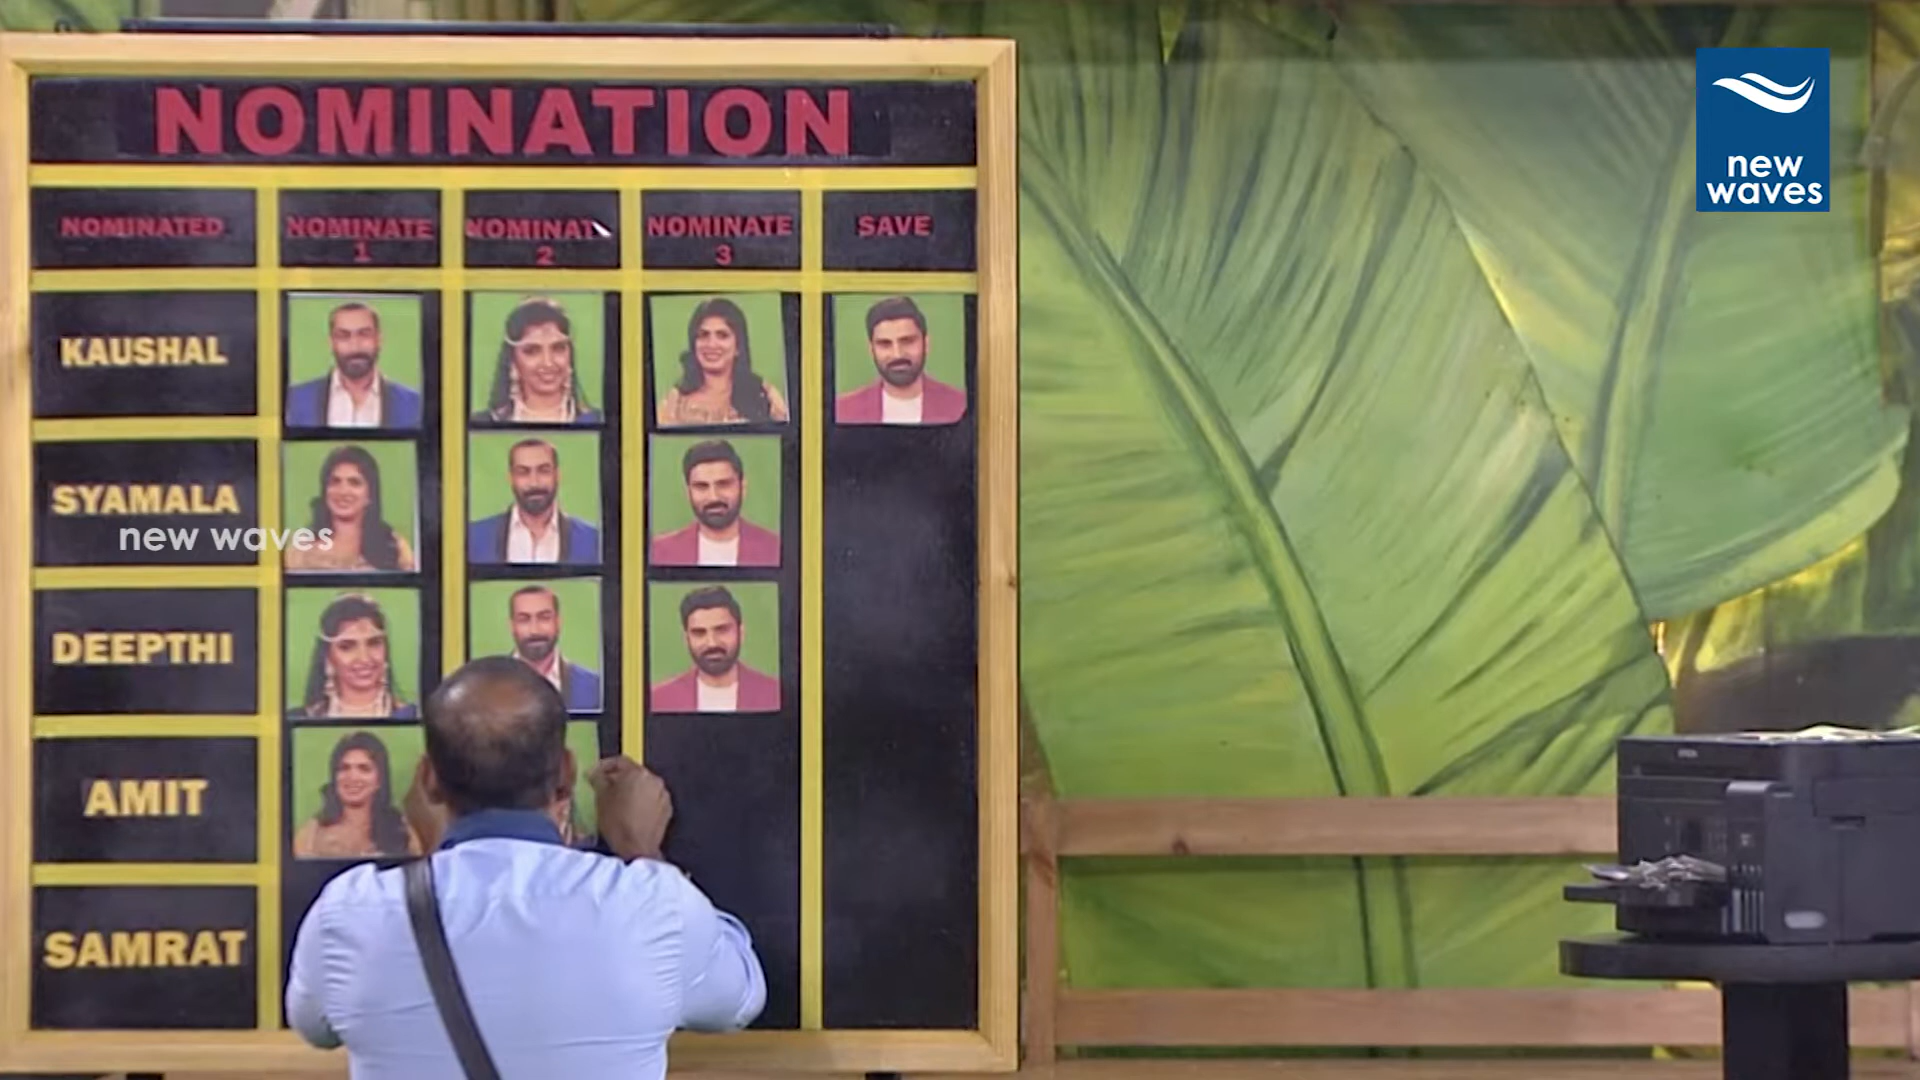 NOMINATION
NOMINATED
NOMINATE
1
NOMINAT
2
NOMINATE
3
SAVE
KAUSHAL
SYAMALA
new waves
DEEPTHI
AMIT
SAMRAT
new
waves